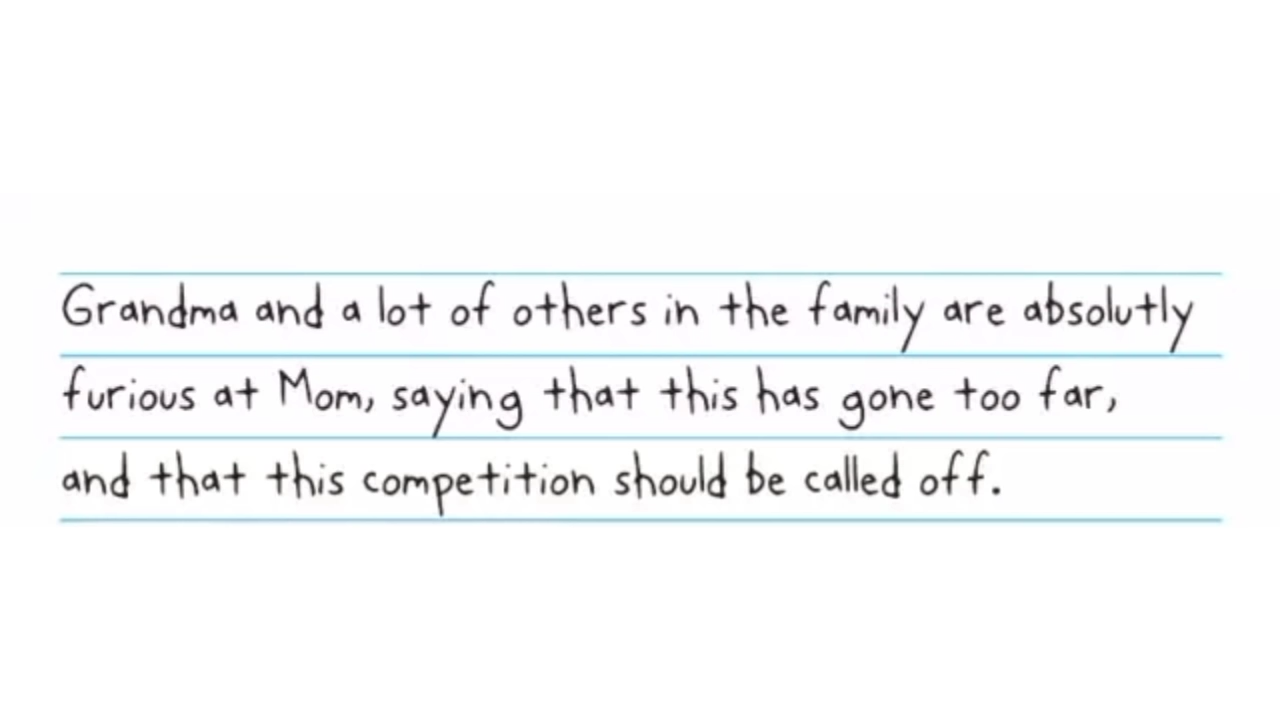 Grandma and a lot of others in the family are absolutly
furious at Mom, saying that this has gone too far,
and that this competition should be called off.